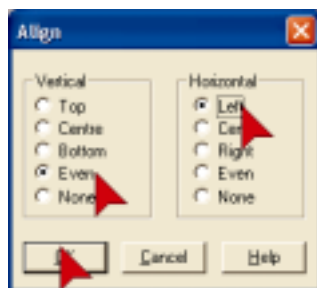 Align
Vertical
Top
Centre
Bottom
Even
None
Horizontal
Left
Right
Even
None
Cancel
Help